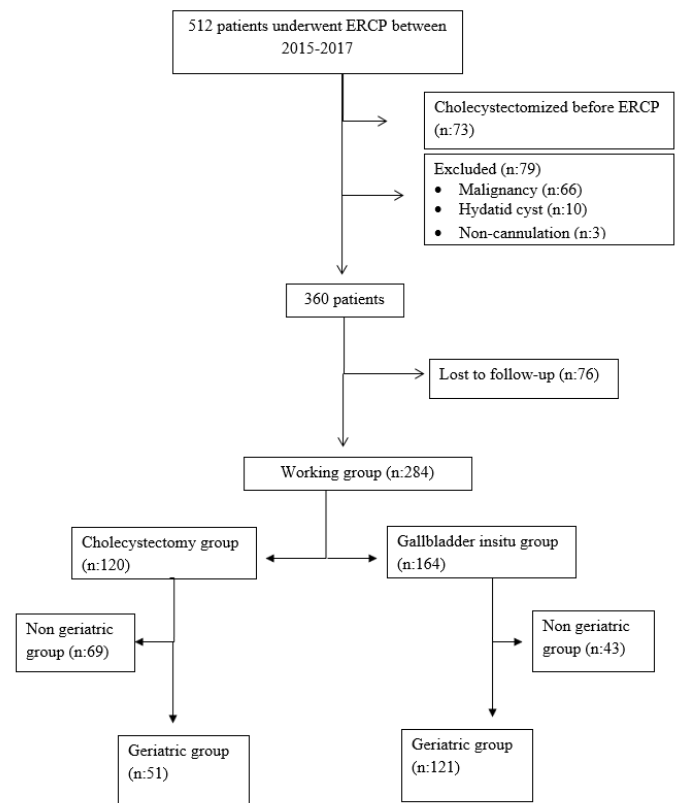 512 patients underwent ERCP between
2015-2017
Cholecystectomized before ERCP
(n:73)
Excluded (n:79)
• Malignancy (n:66)
• Hydatid cyst (n:10)
• Non-cannulation (n:3)
360 patients
Lost to follow-up (n:76)
Working group (n:284)
Cholecystectomy group
(n:120)
Gallbladder insitu group
(n:164)
Non geriatric
group (n:69)
Non geriatric
group (n:43)
Geriatric group
(n:51)
Geriatric group
(n:121)